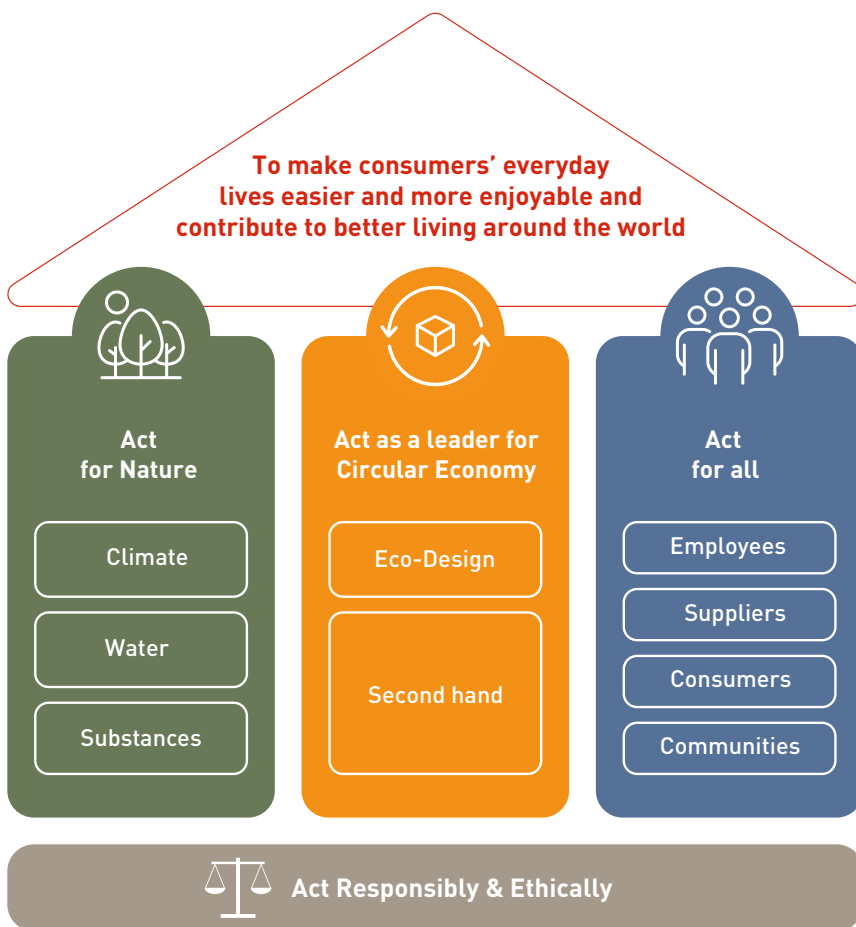 To make consumers’ everyday
lives easier and more enjoyable and
contribute to better living around the world
Act
for Nature
Climate
Water
Substances
Act as a leader for
Circular Economy
Eco-Design
Second hand
Act
for all
Employees
Suppliers
Consumers
Communities
Act Responsibly & Ethically